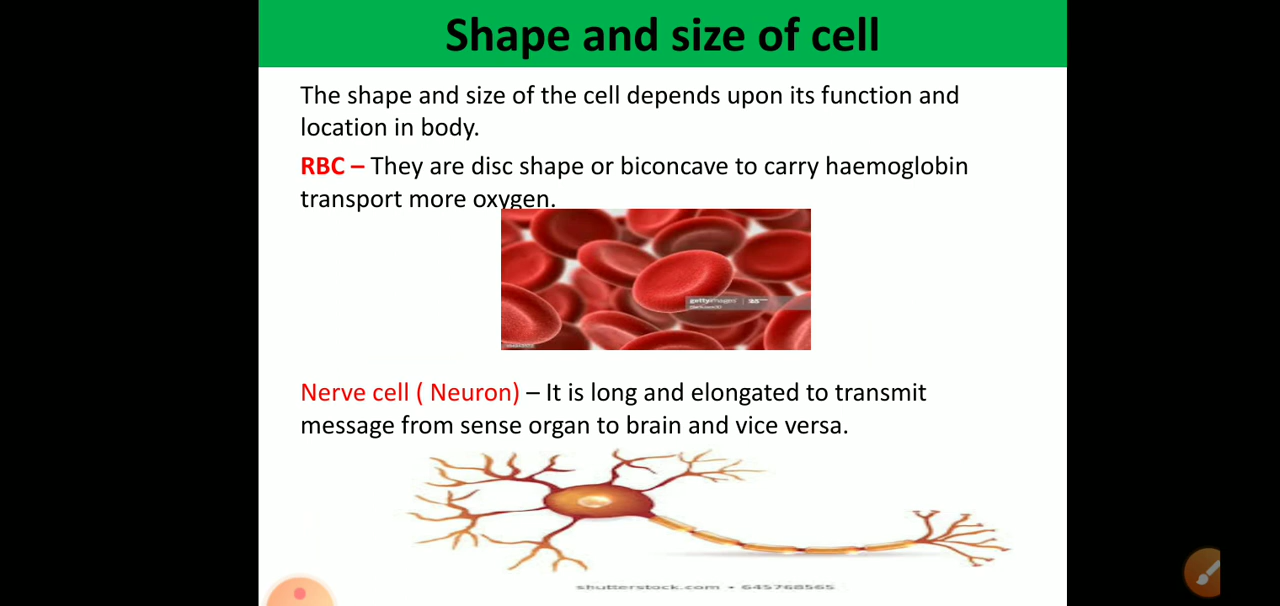 Shape and size of cell
The shape and size of the cell depends upon its function and
location in body.
RBC – They are disc shape or biconcave to carry haemoglobin
transport more oxygen.
gettyimages
Nerve cell ( Neuron) – It is long and elongated to transmit
message from sense organ to brain and vice versa.
shutterstock.com • 645768565